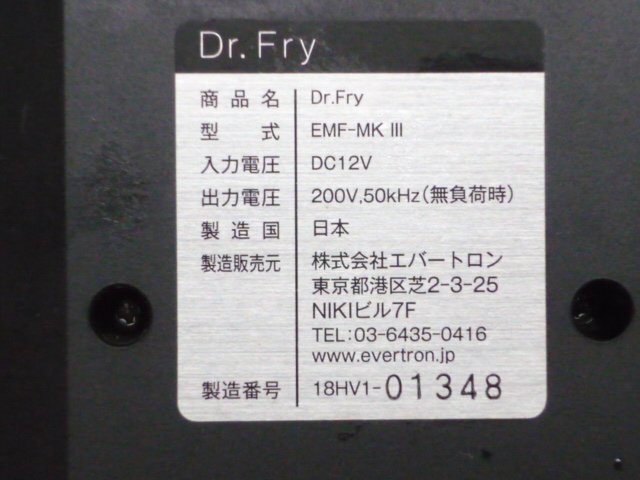 Dr. Fry
商品名 Dr.Fry
型式 EMF-MK III
入力電圧 DC12V
出力電圧 200V,50kHz(無負荷時)
製造国 日本
製造販売元 株式会社エバートロン
東京都港区芝2-3-25
NIKIビル7F
TEL:03-6435-0416
www.evertron.jp
製造番号 18HV1-01348